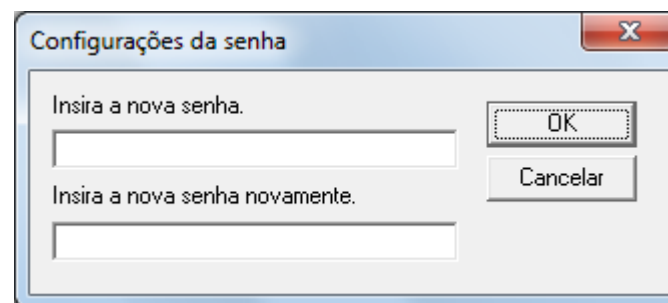 Configurações da senha
Insira a nova senha.
OK
Cancelar
Insira a nova senha novamente.